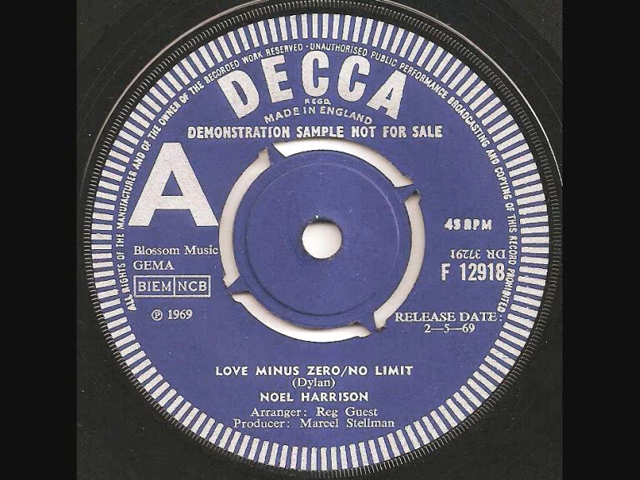 ALL RIGHTS OF THE MANUFACTURER AND OF THE OWNER OF THE RECORDED WORK RESERVED · UNAUTHORISED PUBLIC PERFORMANCE BROADCASTING AND COPYING OF THIS RECORD PROHIBITED
DECCA
REGD.
MADE IN ENGLAND
DEMONSTRATION SAMPLE NOT FOR SALE
A
45 RPM
Blossom Music
GEMA
BIEM NCB
℗ 1969
DR 37291
F 12918
RELEASE DATE:
2-5-69
LOVE MINUS ZERO/NO LIMIT
(Dylan)
NOEL HARRISON
Arranger: Reg Guest
Producer: Marcel Stellman